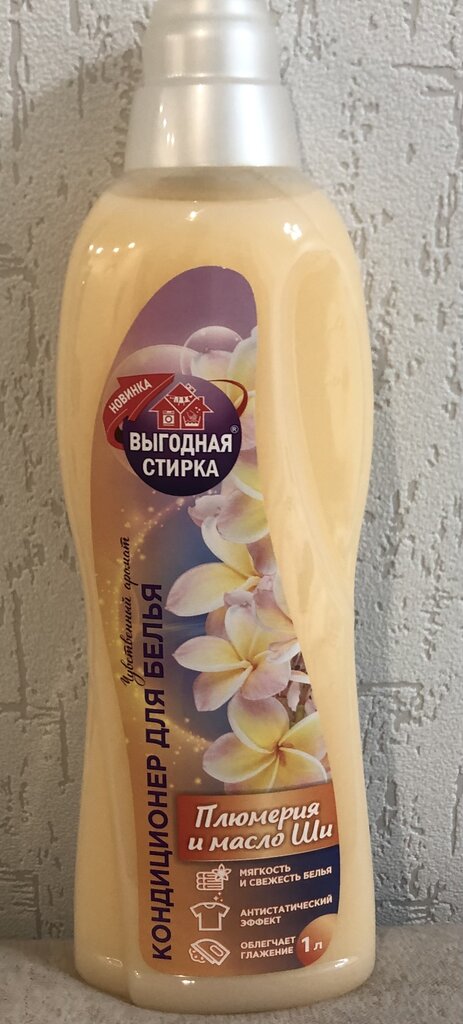 НОВИНКА
ВЫГОДНАЯ®
СТИРКА
Чувственный аромат
КОНДИЦИОНЕР ДЛЯ БЕЛЬЯ
Плюмерия
и масло Ши
МЯГКОСТЬ
И СВЕЖЕСТЬ БЕЛЬЯ
АНТИСТАТИЧЕСКИЙ
ЭФФЕКТ
ОБЛЕГЧАЕТ
ГЛАЖЕНИЕ
1 л